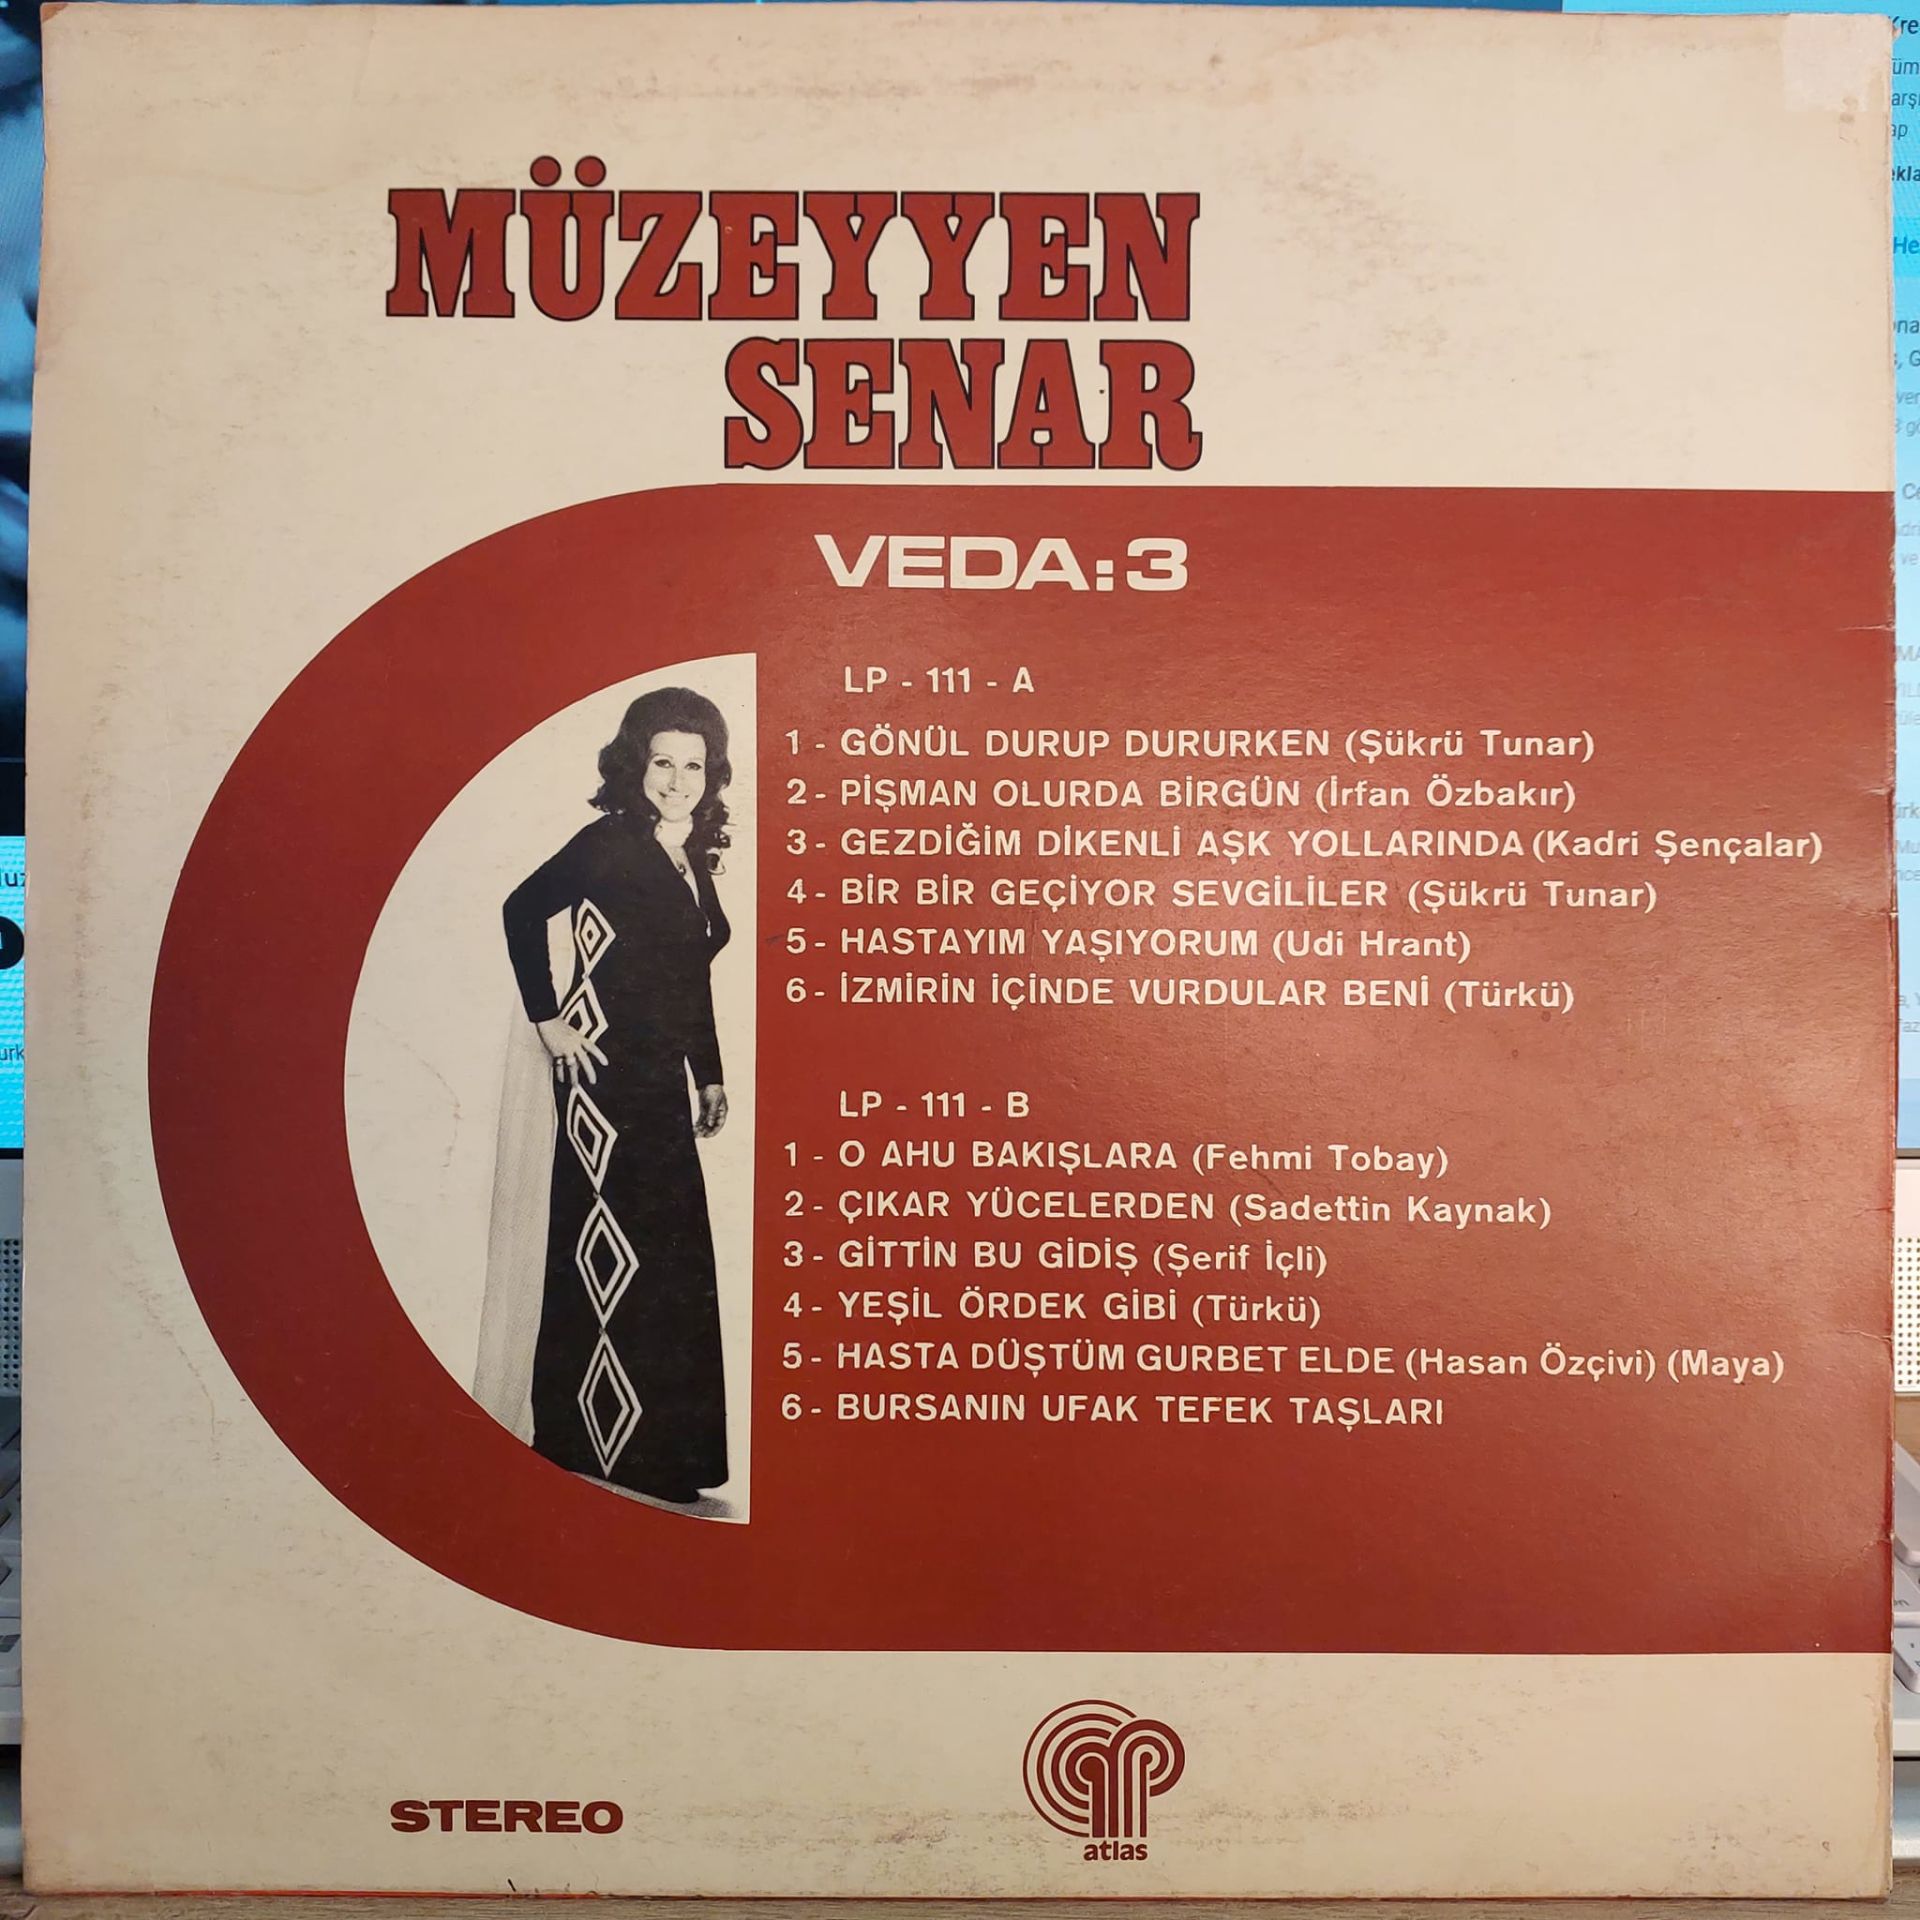 MÜZEYYEN
SENAR
VEDA:3
LP - 111 - A
1 - GÖNÜL DURUP DURURKEN (Şükrü Tunar)
2 - PİŞMAN OLURDA BİRGÜN (İrfan Özbakır)
3 - GEZDİĞİM DİKENLİ AŞK YOLLARINDA (Kadri Şençalar)
4 - BİR BİR GEÇİYOR SEVGİLİLER (Şükrü Tunar)
5 - HASTAYIM YAŞIYORUM (Udi Hrant)
6 - İZMİRİN İÇİNDE VURDULAR BENİ (Türkü)
LP - 111 - B
1 - O AHU BAKIŞLARA (Fehmi Tobay)
2 - ÇIKAR YÜCELERDEN (Sadettin Kaynak)
3 - GİTTİN BU GİDİŞ (Şerif İçli)
4 - YEŞİL ÖRDEK GİBİ (Türkü)
5 - HASTA DÜŞTÜM GURBET ELDE (Hasan Özçivi) (Maya)
6 - BURSANIN UFAK TEFEK TAŞLARI
STEREO
atlas